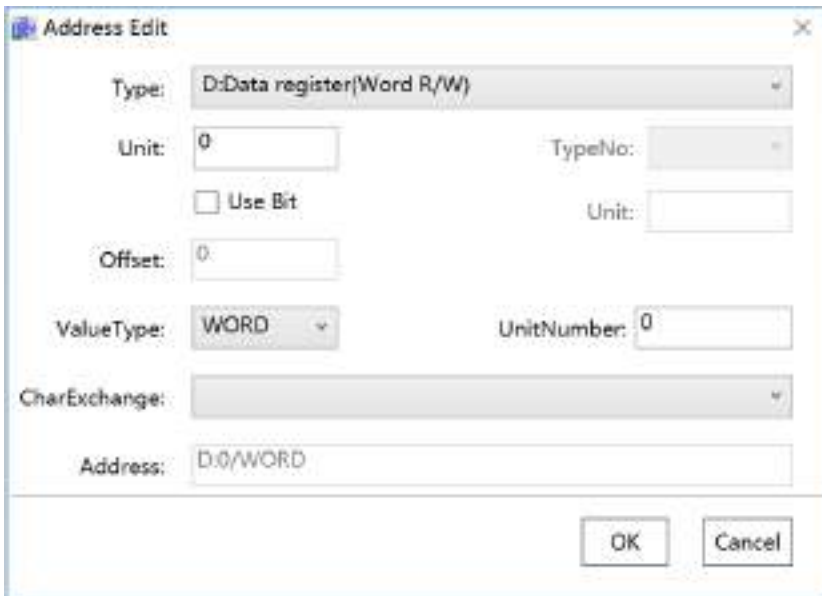 Address Edit
Type: D:Data register(Word R/W)
Unit: 0 TypeNo:
Use Bit Unit:
Offset: 0
ValueType: WORD UnitNumber: 0
CharExchange:
Address: D:0/WORD
OK Cancel